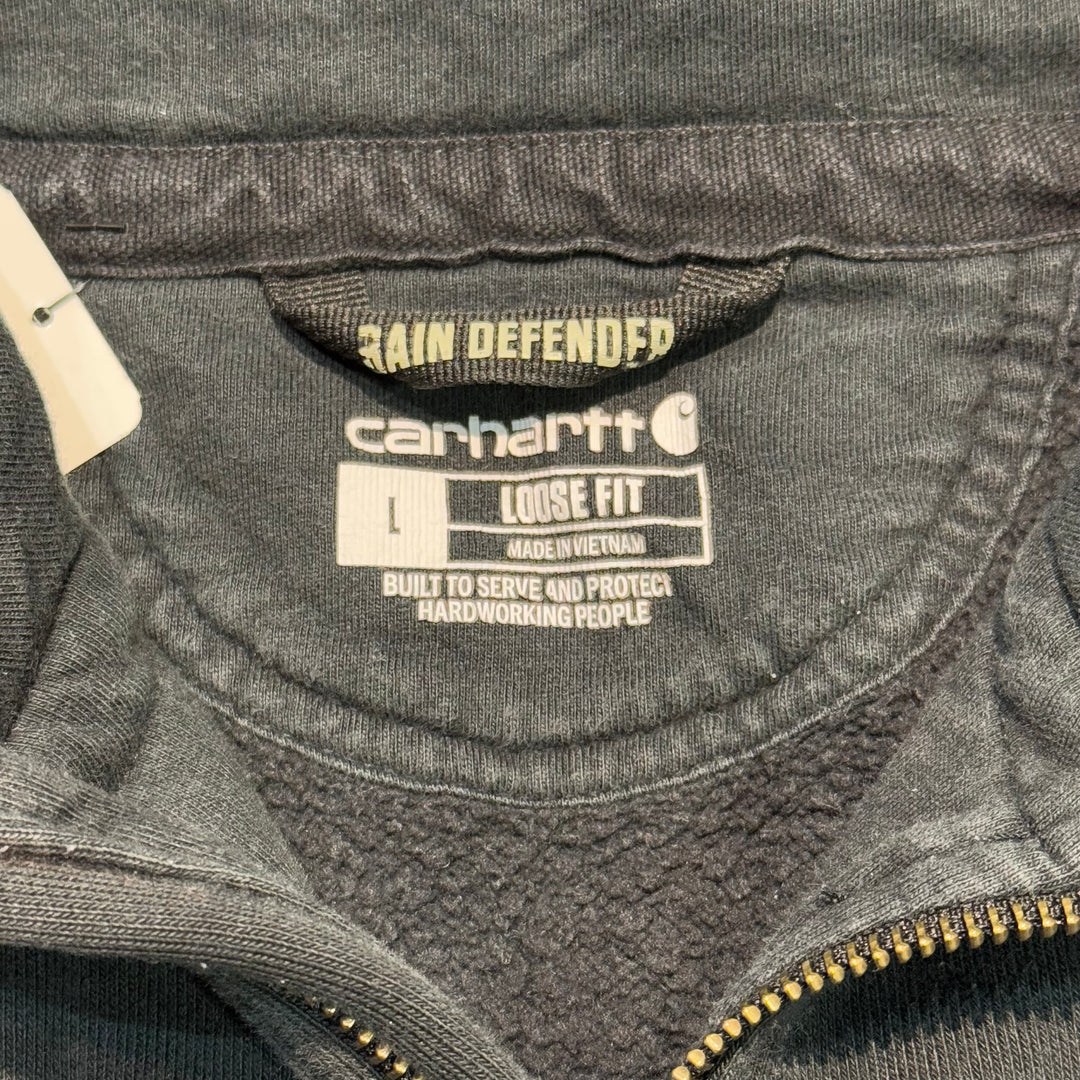 RAIN DEFENDER
carhartt
L
LOOSE FIT
MADE IN VIETNAM
BUILT TO SERVE AND PROTECT
HARDWORKING PEOPLE